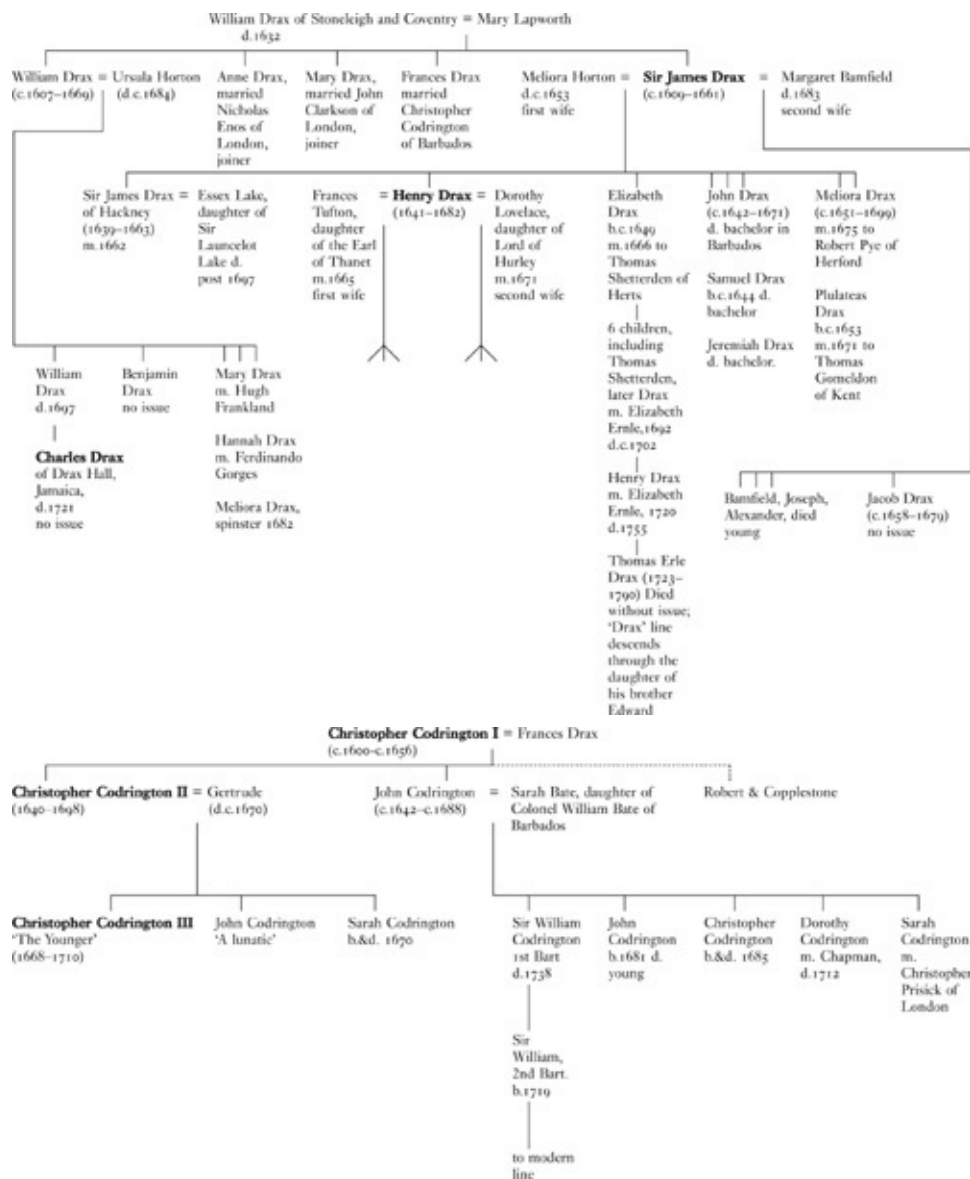 William Drax of Stoneleigh and Coventry = Mary Lapworth
d.1632
William Drax =
(c.1607–1669)
Ursula Horton
(d.c.1684)
Anne Drax,
married
Nicholas
Enos of
London,
joiner
Mary Drax,
married John
Clarkson of
London,
joiner
Frances Drax
married
Christopher
Codrington
of Barbados
Meliora Horton =
d.c.1653
first wife
Sir James Drax =
(c.1609–1661)
Margaret Bamfield
d.1683
second wife
Sir James Drax =
of Hackney
(1639–1663)
m.1662
Essex Lake,
daughter of
Sir
Launcelot
Lake d.
post 1697
Frances
Tufton,
daughter
of the Earl
of Thanet
m.1665
first wife
= Henry Drax =
(1641–1682)
Dorothy
Lovelace,
daughter of
Lord of
Hurley
m.1671
second wife
Elizabeth
Drax
b.c.1649
m.1666 to
Thomas
Shetterden of
Herts
6 children,
including
Thomas
Shetterden,
later Drax
m. Elizabeth
Ernle,1692
d.c.1702
Henry Drax
m. Elizabeth
Ernle, 1720
d.1755
Thomas Erle
Drax (1723–
1790) Died
without issue;
'Drax' line
descends
through the
daughter of
his brother
Edward
John Drax
(c.1642–1671)
d. bachelor in
Barbados
Samuel Drax
b.c.1644 d.
bachelor
Jeremiah Drax
d. bachelor.
Meliora Drax
(c.1651–1699)
m.1675 to
Robert Pye of
Herford
Plulateas
Drax
b.c.1653
m.1671 to
Thomas
Gomeldon
of Kent
William
Drax
d.1697
Charles Drax
of Drax Hall,
Jamaica,
d.1721
no issue
Benjamin
Drax
no issue
Mary Drax
m. Hugh
Frankland
Hannah Drax
m. Ferdinando
Gorges
Meliora Drax,
spinster 1682
Bamfield, Joseph,
Alexander, died
young
Jacob Drax
(c.1658–1679)
no issue
Christopher Codrington I = Frances Drax
(c.1600-c.1656)
Christopher Codrington II = Gertrude
(1640–1698)
(d.c.1670)
John Codrington =
(c.1642–c.1688)
Sarah Bate, daughter of
Colonel William Bate of
Barbados
Robert & Copplestone
Christopher Codrington III
'The Younger'
(1668–1710)
John Codrington
'A lunatic'
Sarah Codrington
b.&d. 1670
Sir William
Codrington
1st Bart
d.1738
John
Codrington
b.1681 d.
young
Christopher
Codrington
b.&d. 1685
Dorothy
Codrington
m. Chapman,
d.1712
Sarah
Codrington
m.
Christopher
Prisick of
London
Sir
William,
2nd Bart.
b.1719
to modern
line